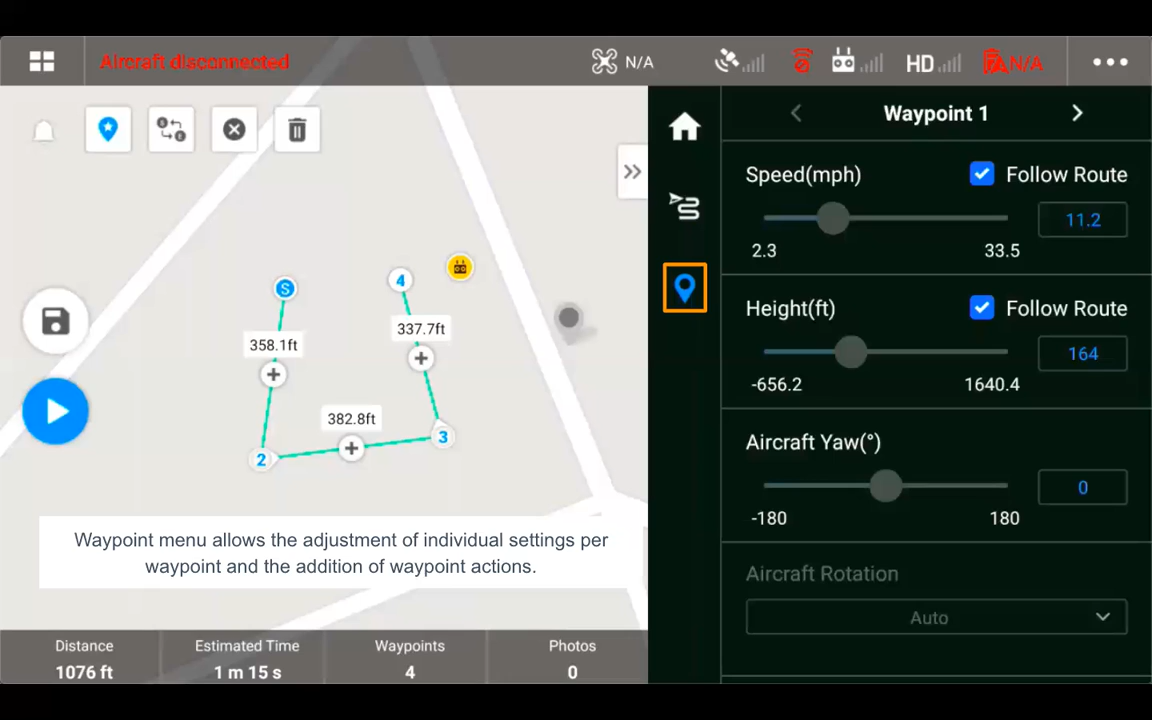 Aircraft disconnected
N/A
HD
N/A
Waypoint 1
Speed(mph)
Follow Route
11.2
2.3
33.5
Height(ft)
Follow Route
164
-656.2
1640.4
Aircraft Yaw(°)
0
-180
180
Aircraft Rotation
Auto
S
4
358.1ft
337.7ft
382.8ft
2
3
Waypoint menu allows the adjustment of individual settings per
waypoint and the addition of waypoint actions.
Distance
Estimated Time
Waypoints
Photos
1076 ft
1 m 15 s
4
0